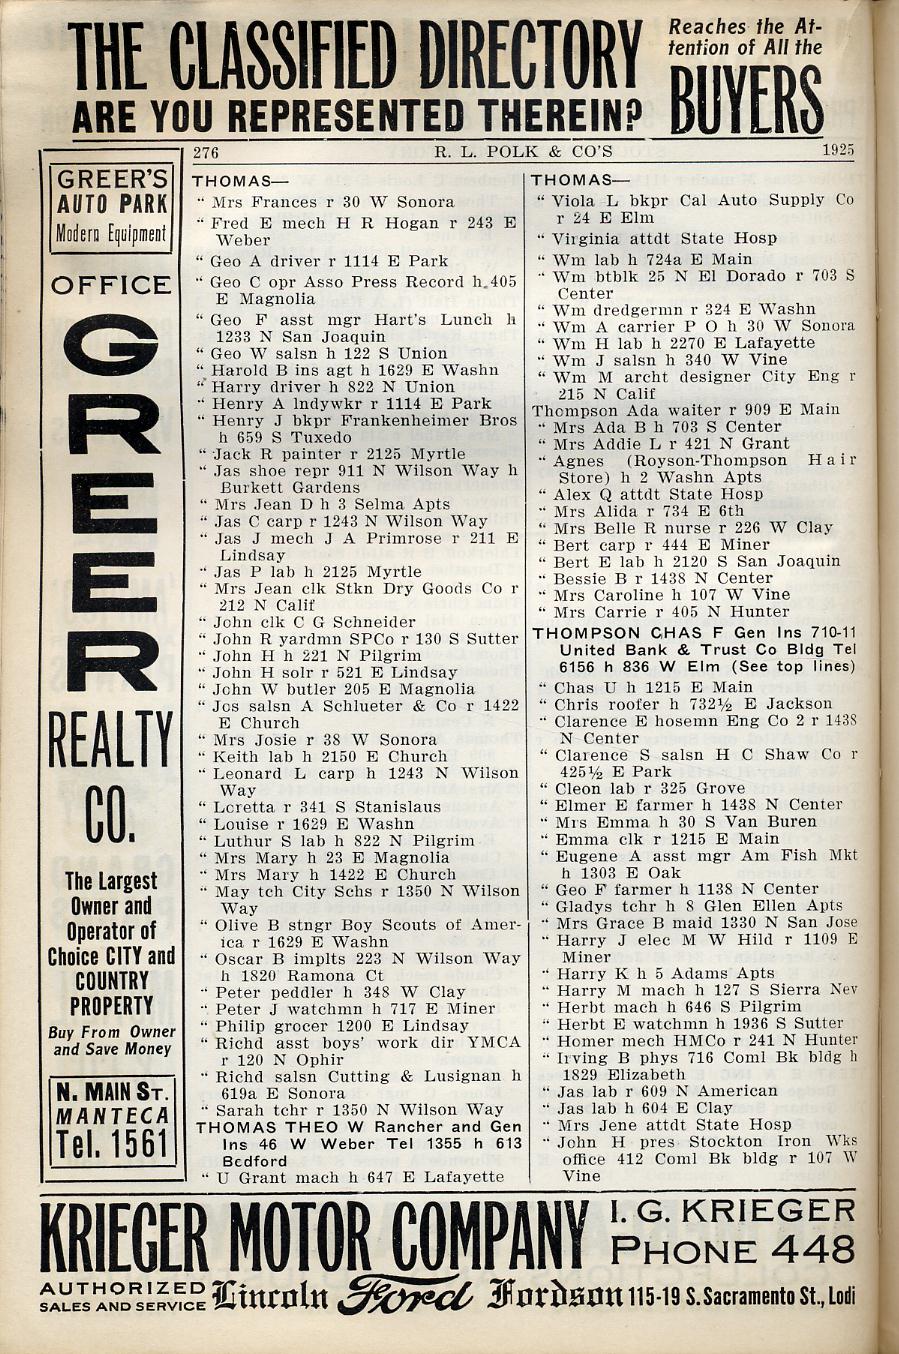 THE CLASSIFIED DIRECTORY
ARE YOU REPRESENTED THEREIN?
Reaches the At-
tention of All the
BUYERS
276 R. L. POLK & CO'S 1925
GREER'S
AUTO PARK
Modern Equipment
OFFICE
GREER
REALTY
CO.
The Largest
Owner and
Operator of
Choice CITY and
COUNTRY
PROPERTY
Buy From Owner
and Save Money
N. MAIN ST.
MANTECA
Tel. 1561
THOMAS—
" Mrs Frances r 30 W Sonora
" Fred E mech H R Hogan r 243 E
Weber
" Geo A driver r 1114 E Park
" Geo C opr Asso Press Record h 405
E Magnolia
" Geo F asst mgr Hart's Lunch h
1233 N San Joaquin
" Geo W salsn h 122 S Union
" Harold B ins agt h 1629 E Washn
" Harry driver h 822 N Union
" Henry A lndywkr r 1114 E Park
" Henry J bkpr Frankenheimer Bros
h 659 S Tuxedo
" Jack R painter r 2125 Myrtle
" Jas shoe repr 911 N Wilson Way h
Burkett Gardens
" Mrs Jean D h 3 Selma Apts
" Jas C carp r 1243 N Wilson Way
" Jas J mech J A Primrose r 211 E
Lindsay
" Jas P lab h 2125 Myrtle
" Mrs Jean clk Stkn Dry Goods Co r
212 N Calif
" John clk C G Schneider
" John R yardmn SPCo r 130 S Sutter
" John H h 221 N Pilgrim
" John H solr r 521 E Lindsay
" John W butler 205 E Magnolia
" Jos salsn A Schlueter & Co r 1422
E Church
" Mrs Josie r 38 W Sonora
" Keith lab h 2150 E Church
" Leonard L carp h 1243 N Wilson
Way
" Loretta r 341 S Stanislaus
" Louise r 1629 E Washn
" Luthur S lab h 822 N Pilgrim
" Mrs Mary h 23 E Magnolia
" Mrs Mary h 1422 E Church
" May tch City Schs r 1350 N Wilson
Way
" Olive B stngr Boy Scouts of Amer-
ica r 1629 E Washn
" Oscar B implts 223 N Wilson Way
h 1820 Ramona Ct
" Peter peddler h 348 W Clay
" Peter J watchmn h 717 E Miner
" Philip grocer 1200 E Lindsay
" Richd asst boys' work dir YMCA
r 120 N Ophir
" Richd salsn Cutting & Lusignan h
619a E Sonora
" Sarah tchr r 1350 N Wilson Way
THOMAS THEO W Rancher and Gen
Ins 46 W Weber Tel 1355 h 613
Bedford
" U Grant mach h 647 E Lafayette
THOMAS—
" Viola L bkpr Cal Auto Supply Co
r 24 E Elm
" Virginia attdt State Hosp
" Wm lab h 724a E Main
" Wm btblk 25 N El Dorado r 703 S
Center
" Wm dredgermn r 324 E Washn
" Wm A carrier P O h 30 W Sonora
" Wm H lab h 2270 E Lafayette
" Wm J salsn h 340 W Vine
" Wm M archt designer City Eng r
215 N Calif
Thompson Ada waiter r 909 E Main
" Mrs Ada B h 703 S Center
" Mrs Addie L r 421 N Grant
" Agnes (Royson-Thompson Hair
Store) h 2 Washn Apts
" Alex Q attdt State Hosp
" Mrs Alida r 734 E 6th
" Mrs Belle R nurse r 226 W Clay
" Bert carp r 444 E Miner
" Bert E lab h 2120 S San Joaquin
" Bessie B r 1438 N Center
" Mrs Caroline h 107 W Vine
" Mrs Carrie r 405 N Hunter
THOMPSON CHAS F Gen Ins 710-11
United Bank & Trust Co Bldg Tel
6156 h 836 W Elm (See top lines)
" Chas U h 1215 E Main
" Chris roofer h 732½ E Jackson
" Clarence E hosemn Eng Co 2 r 1438
N Center
" Clarence S salsn H C Shaw Co r
425½ E Park
" Cleon lab r 325 Grove
" Elmer E farmer h 1438 N Center
" Mrs Emma h 30 S Van Buren
" Emma clk r 1215 E Main
" Eugene A asst mgr Am Fish Mkt
h 1303 E Oak
" Geo F farmer h 1138 N Center
" Gladys tchr h 8 Glen Ellen Apts
" Mrs Grace B maid 1330 N San Jose
" Harry J elec M W Hild r 1109 E
Miner
" Harry K h 5 Adams Apts
" Harry M mach h 127 S Sierra Nev
" Herbt mach h 646 S Pilgrim
" Herbt E watchmn h 1936 S Sutter
" Homer mech HMCo r 241 N Hunter
" Irving B phys 716 Coml Bk bldg h
1829 Elizabeth
" Jas lab r 609 N American
" Jas lab h 604 E Clay
" Mrs Jene attdt State Hosp
" John H pres Stockton Iron Wks
office 412 Coml Bk bldg r 107 W
Vine
KRIEGER MOTOR COMPANY
I. G. KRIEGER
PHONE 448
AUTHORIZED
SALES AND SERVICE
Lincoln Ford Fordson 115-19 S. Sacramento St., Lodi